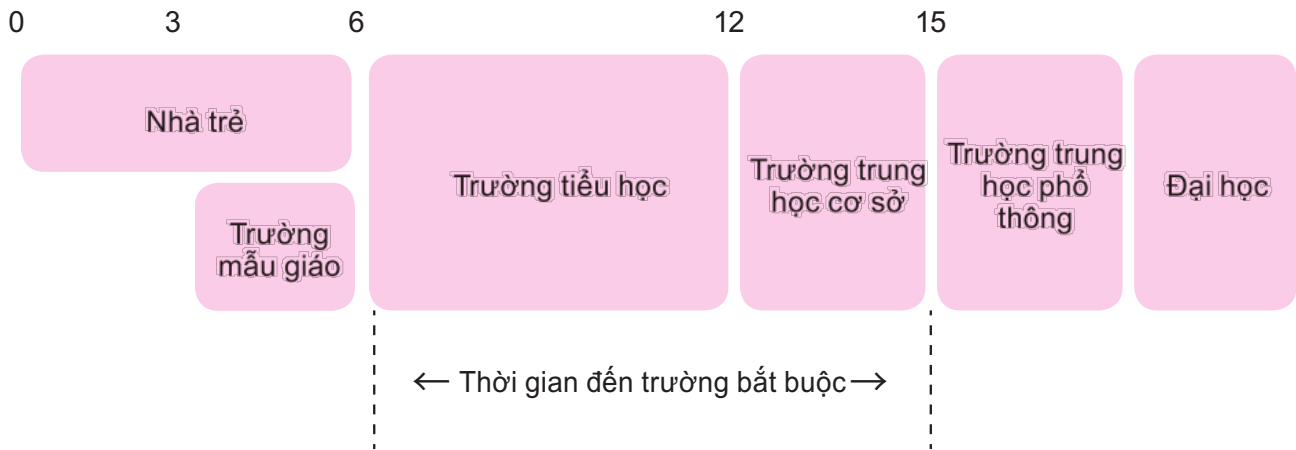 0 3 6 12 15
Nhà trẻ
Trường
mẫu giáo
Trường tiểu học
Trường trung
học cơ sở
Trường trung
học phổ
thông
Đại học
← Thời gian đến trường bắt buộc →